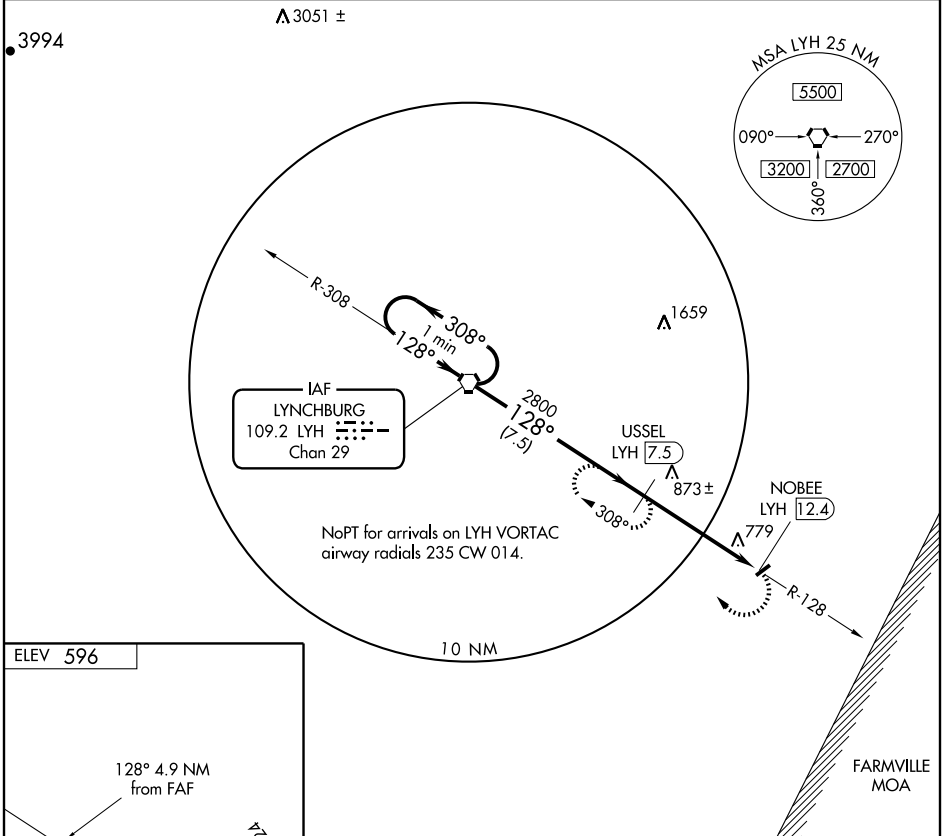 3051 ±
3994
MSA LYH 25 NM
5500
090°
270°
3200
2700
360°
R-308
308°
1 min
128°
1659
IAF
LYNCHBURG
109.2 LYH
Chan 29
2800
128°
(7.5)
USSEL
LYH 7.5
873 ±
308°
NOBEE
LYH 12.4
779
NoPT for arrivals on LYH VORTAC
airway radials 235 CW 014.
R-128
10 NM
ELEV 596
128° 4.9 NM
from FAF
FARMVILLE
MOA